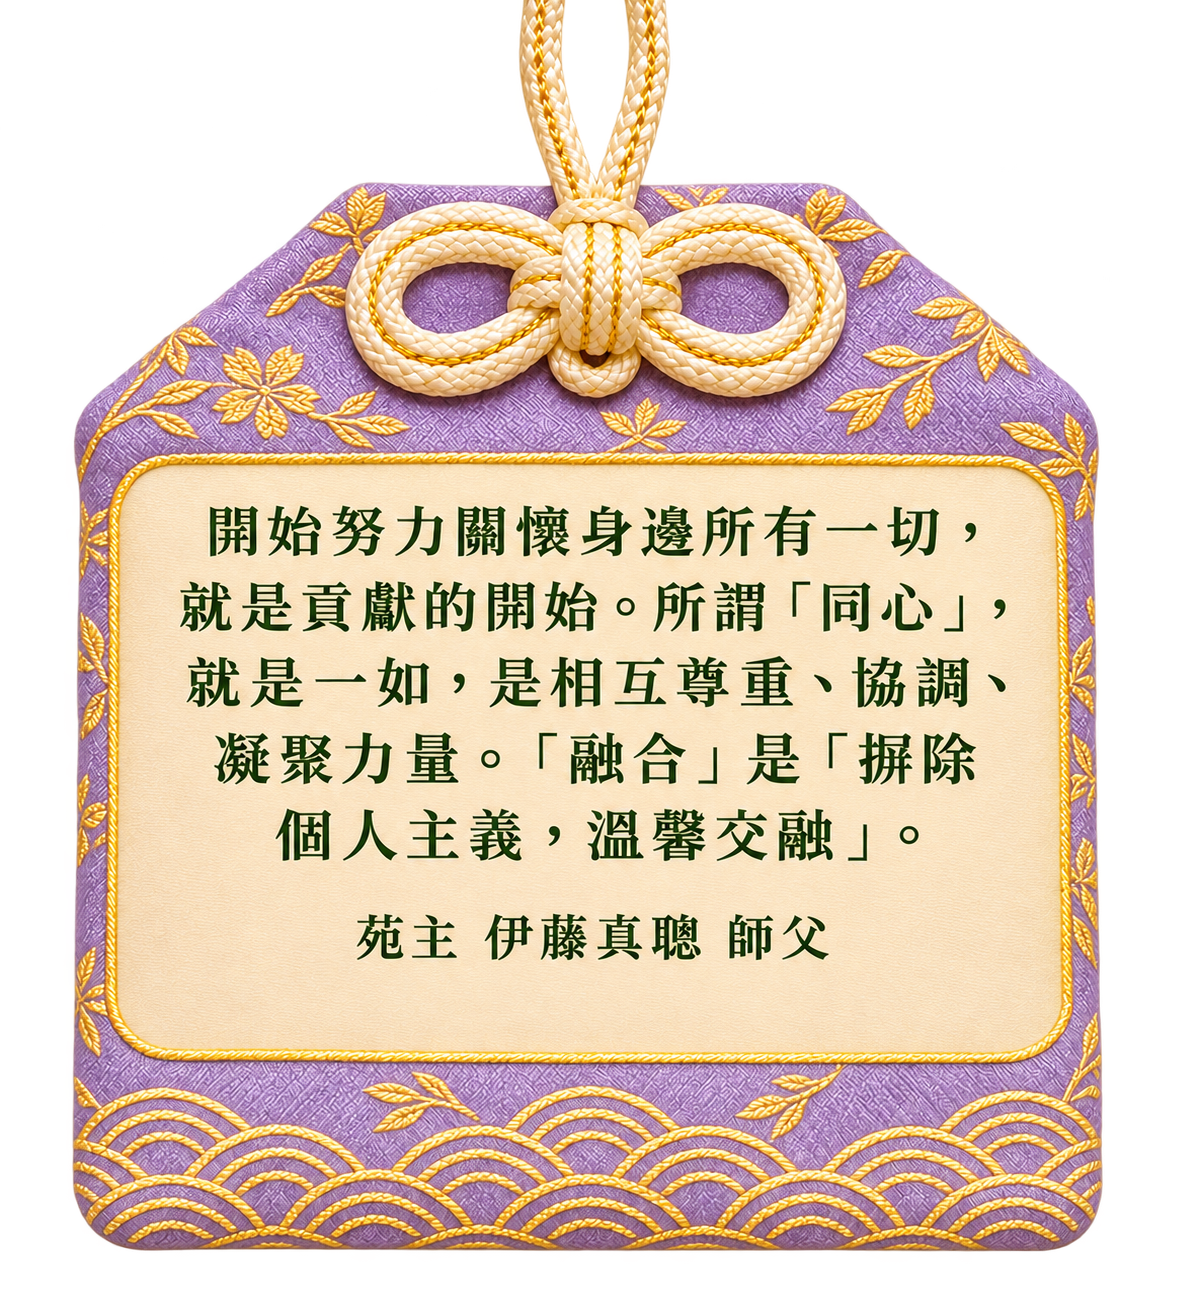 開始努力關懷身邊所有一切，
就是貢獻的開始。所謂「同心」，
就是一如，是相互尊重、協調、
凝聚力量。「融合」是「摒除
個人主義，溫馨交融」。
苑主 伊藤真聰 師父